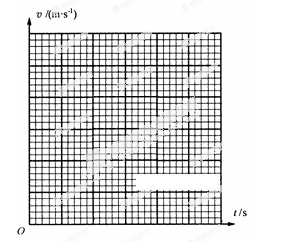 v /(m·s⁻¹)
t / s
O